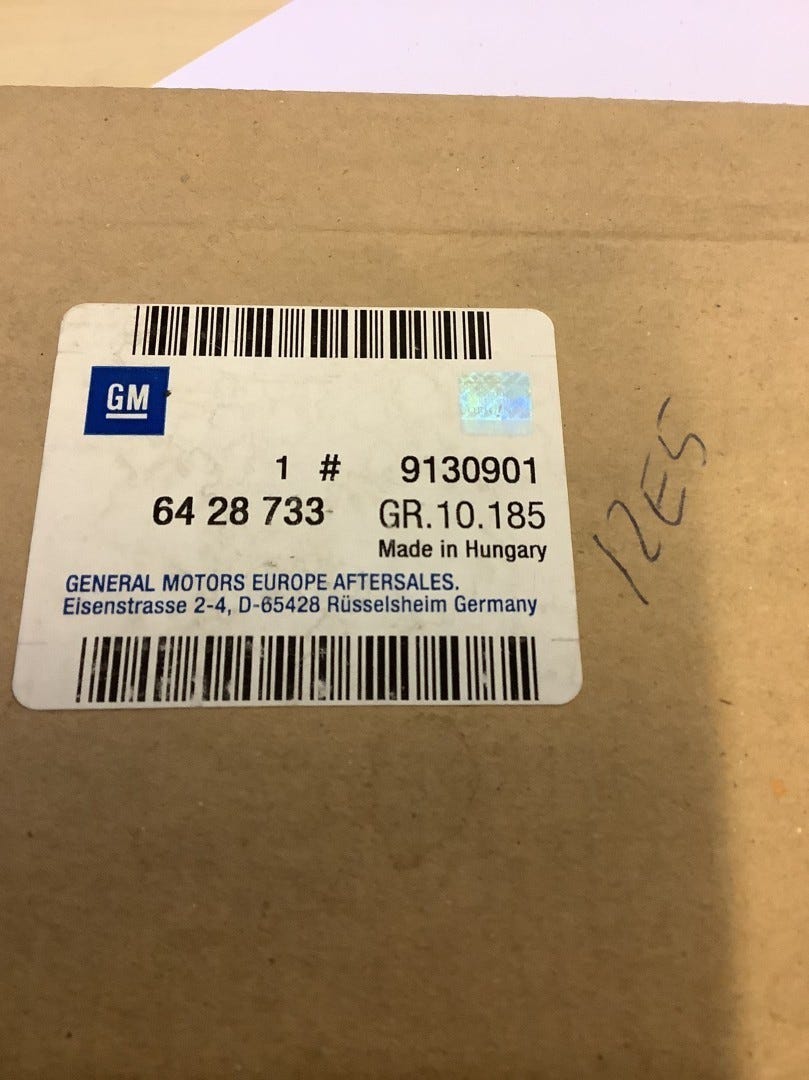 GM
1 # 9130901
64 28 733 GR.10.185
Made in Hungary
GENERAL MOTORS EUROPE AFTERSALES.
Eisenstrasse 2-4, D-65428 Rüsselsheim Germany
12E5